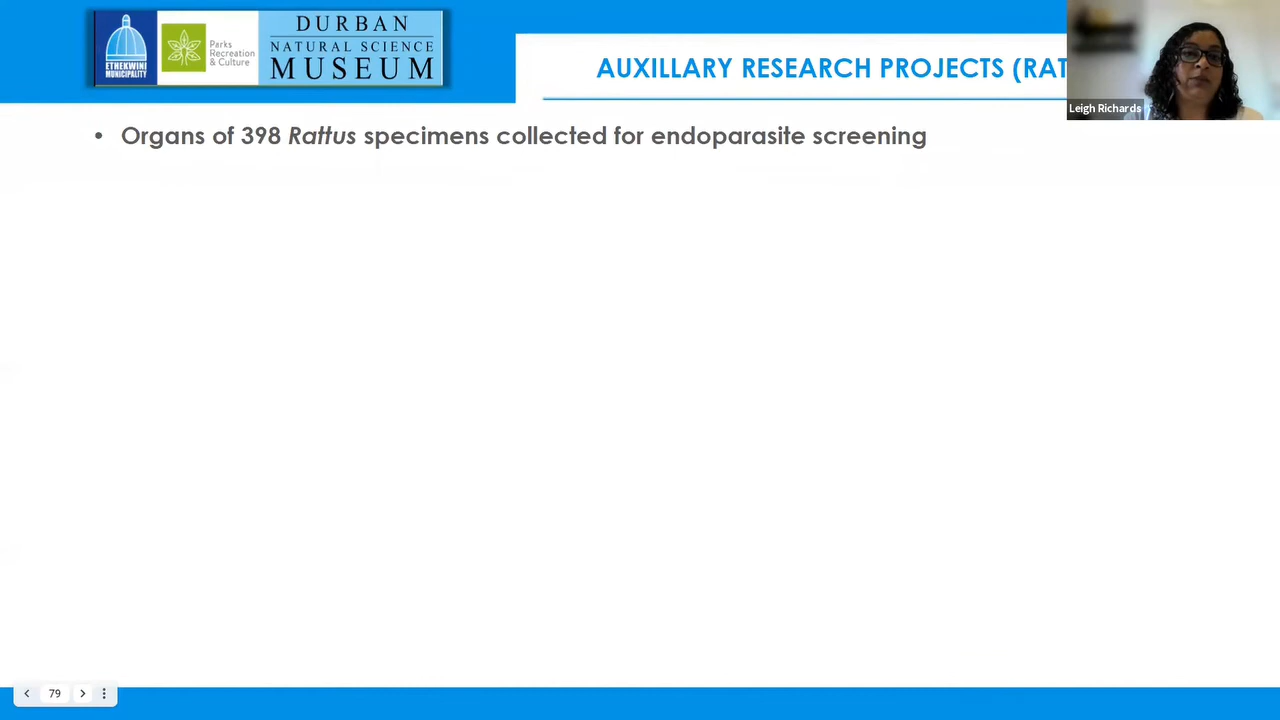 DURBAN
NATURAL SCIENCE
MUSEUM
ETHEKWINI
MUNICIPALITY
Parks
Recreation
& Culture
AUXILLARY RESEARCH PROJECTS (RAT
Leigh Richards
• Organs of 398 Rattus specimens collected for endoparasite screening
79